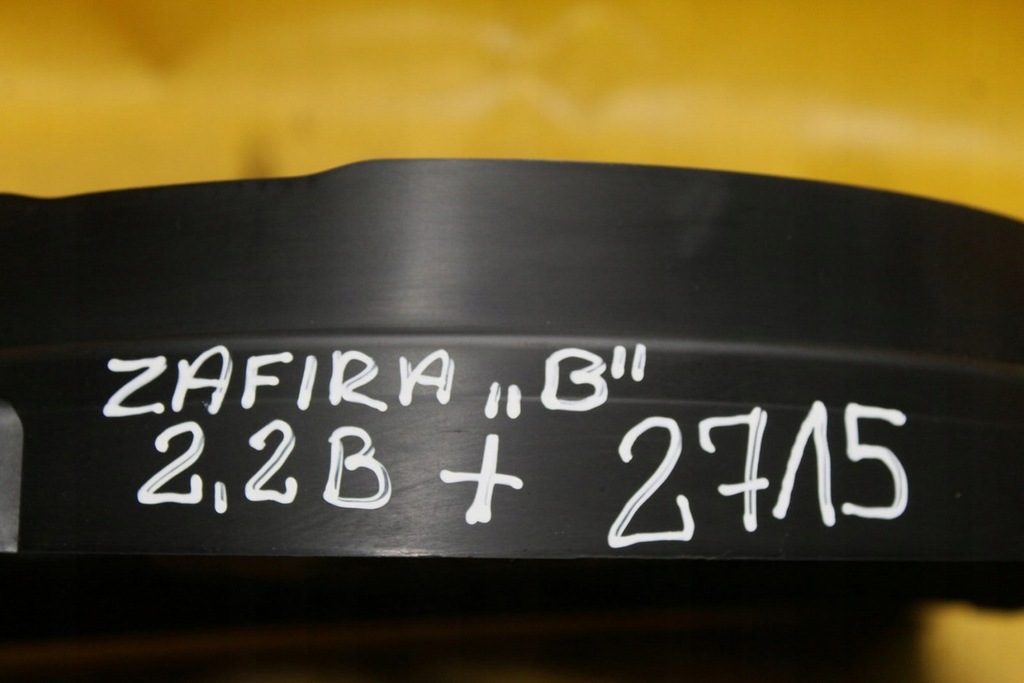 ZAFIRA „B"
2,2B + 2715